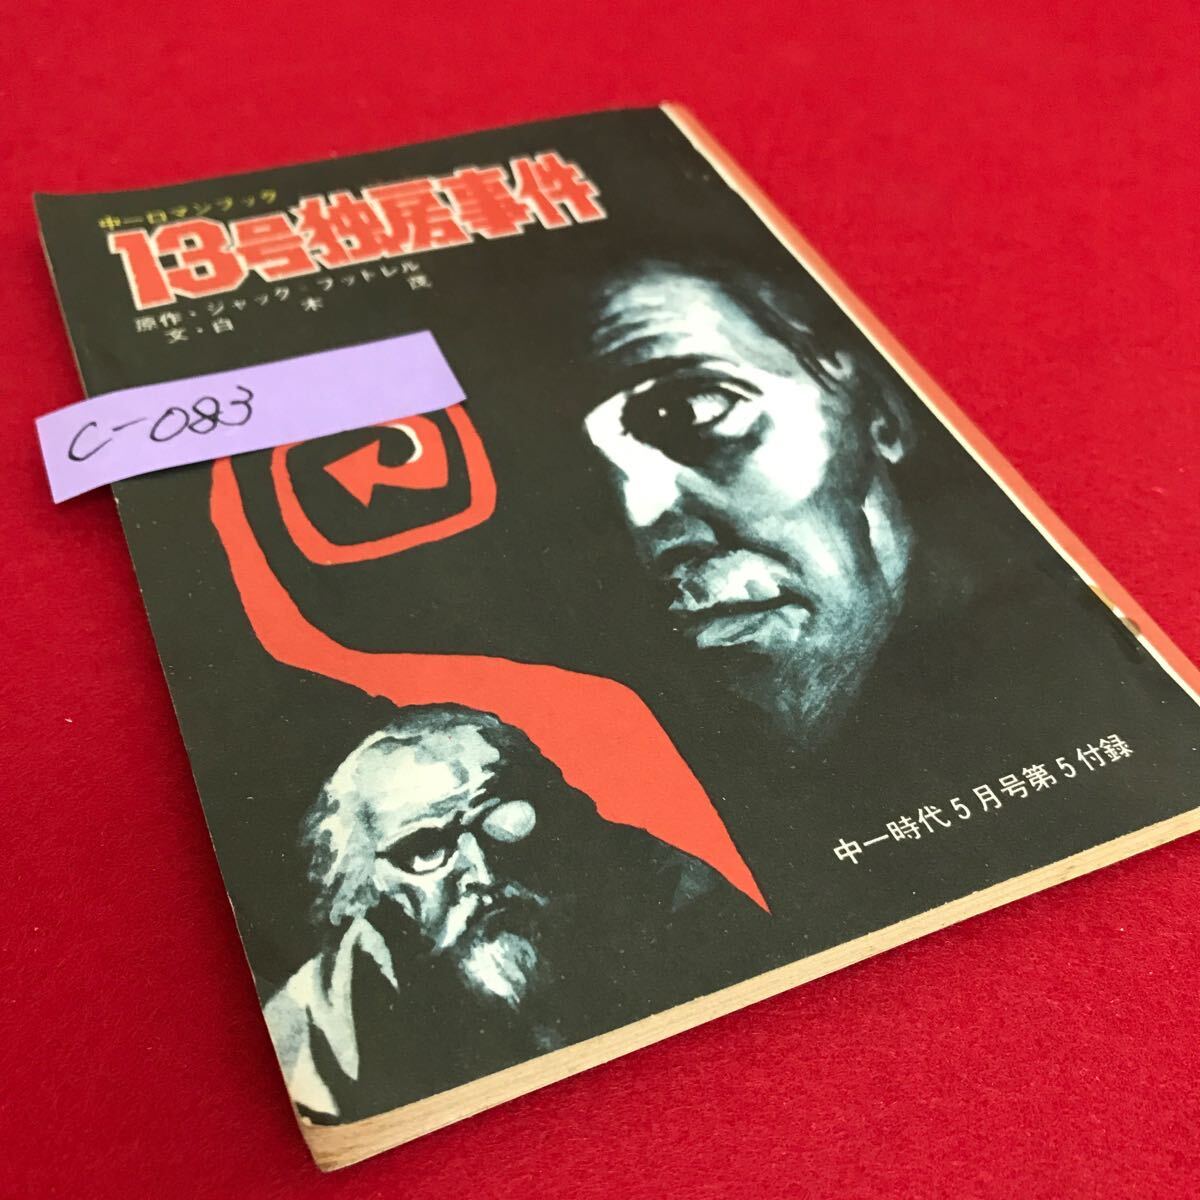 中一ロマンブック
13号独房事件
原作・ジャック・フットレル
文・白木 茂
C-083
中一時代5月号第5付録